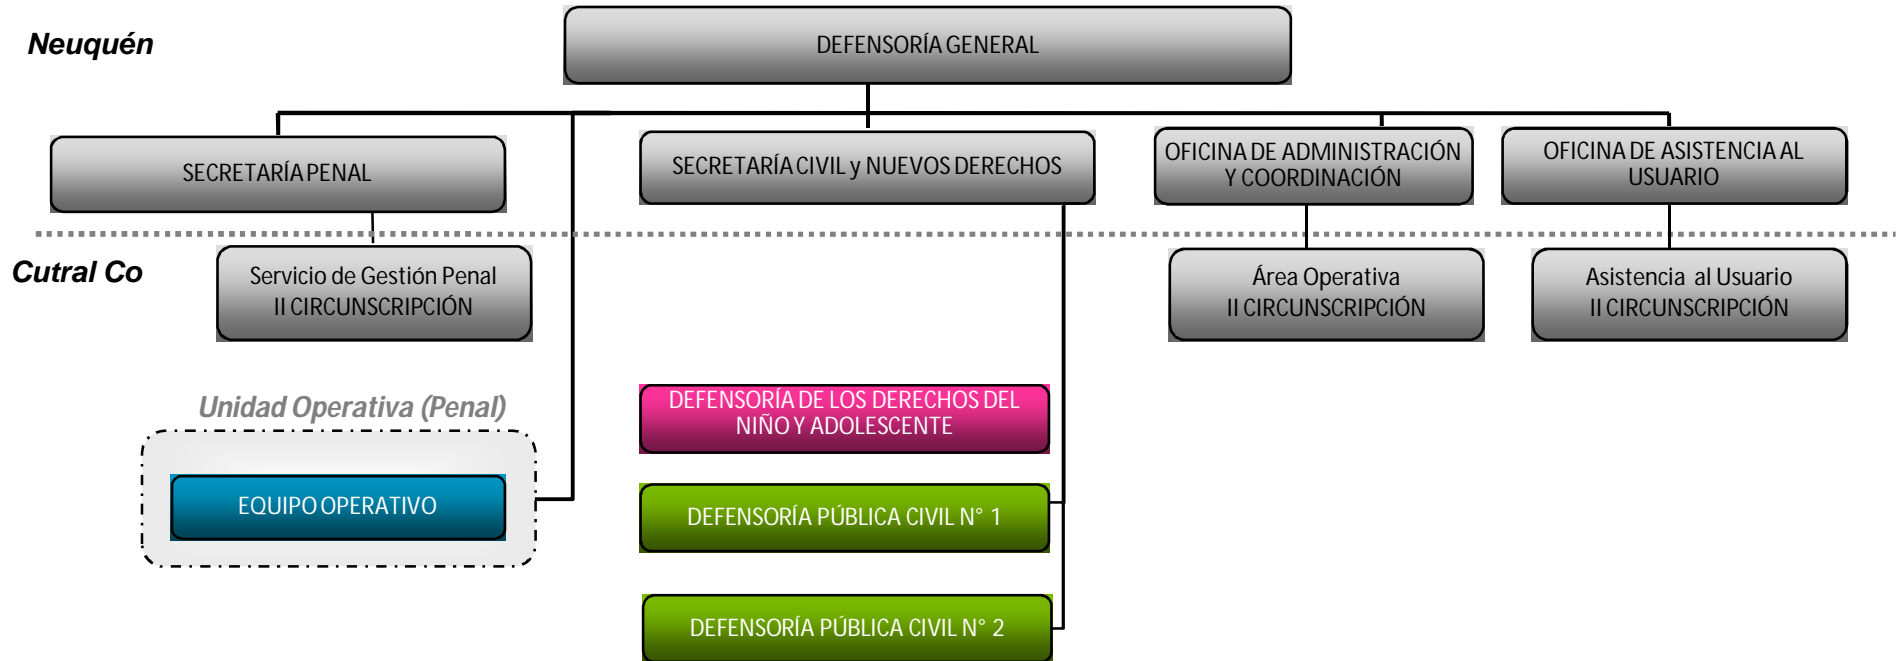 Neuquén
DEFENSORÍA GENERAL
SECRETARÍA PENAL
SECRETARÍA CIVIL y NUEVOS DERECHOS
OFICINA DE ADMINISTRACIÓN
Y COORDINACIÓN
OFICINA DE ASISTENCIA AL
USUARIO
Cutral Co
Servicio de Gestión Penal
II CIRCUNSCRIPCIÓN
Área Operativa
II CIRCUNSCRIPCIÓN
Asistencia al Usuario
II CIRCUNSCRIPCIÓN
Unidad Operativa (Penal)
EQUIPO OPERATIVO
DEFENSORÍA DE LOS DERECHOS DEL
NIÑO Y ADOLESCENTE
DEFENSORÍA PÚBLICA CIVIL N° 1
DEFENSORÍA PÚBLICA CIVIL N° 2